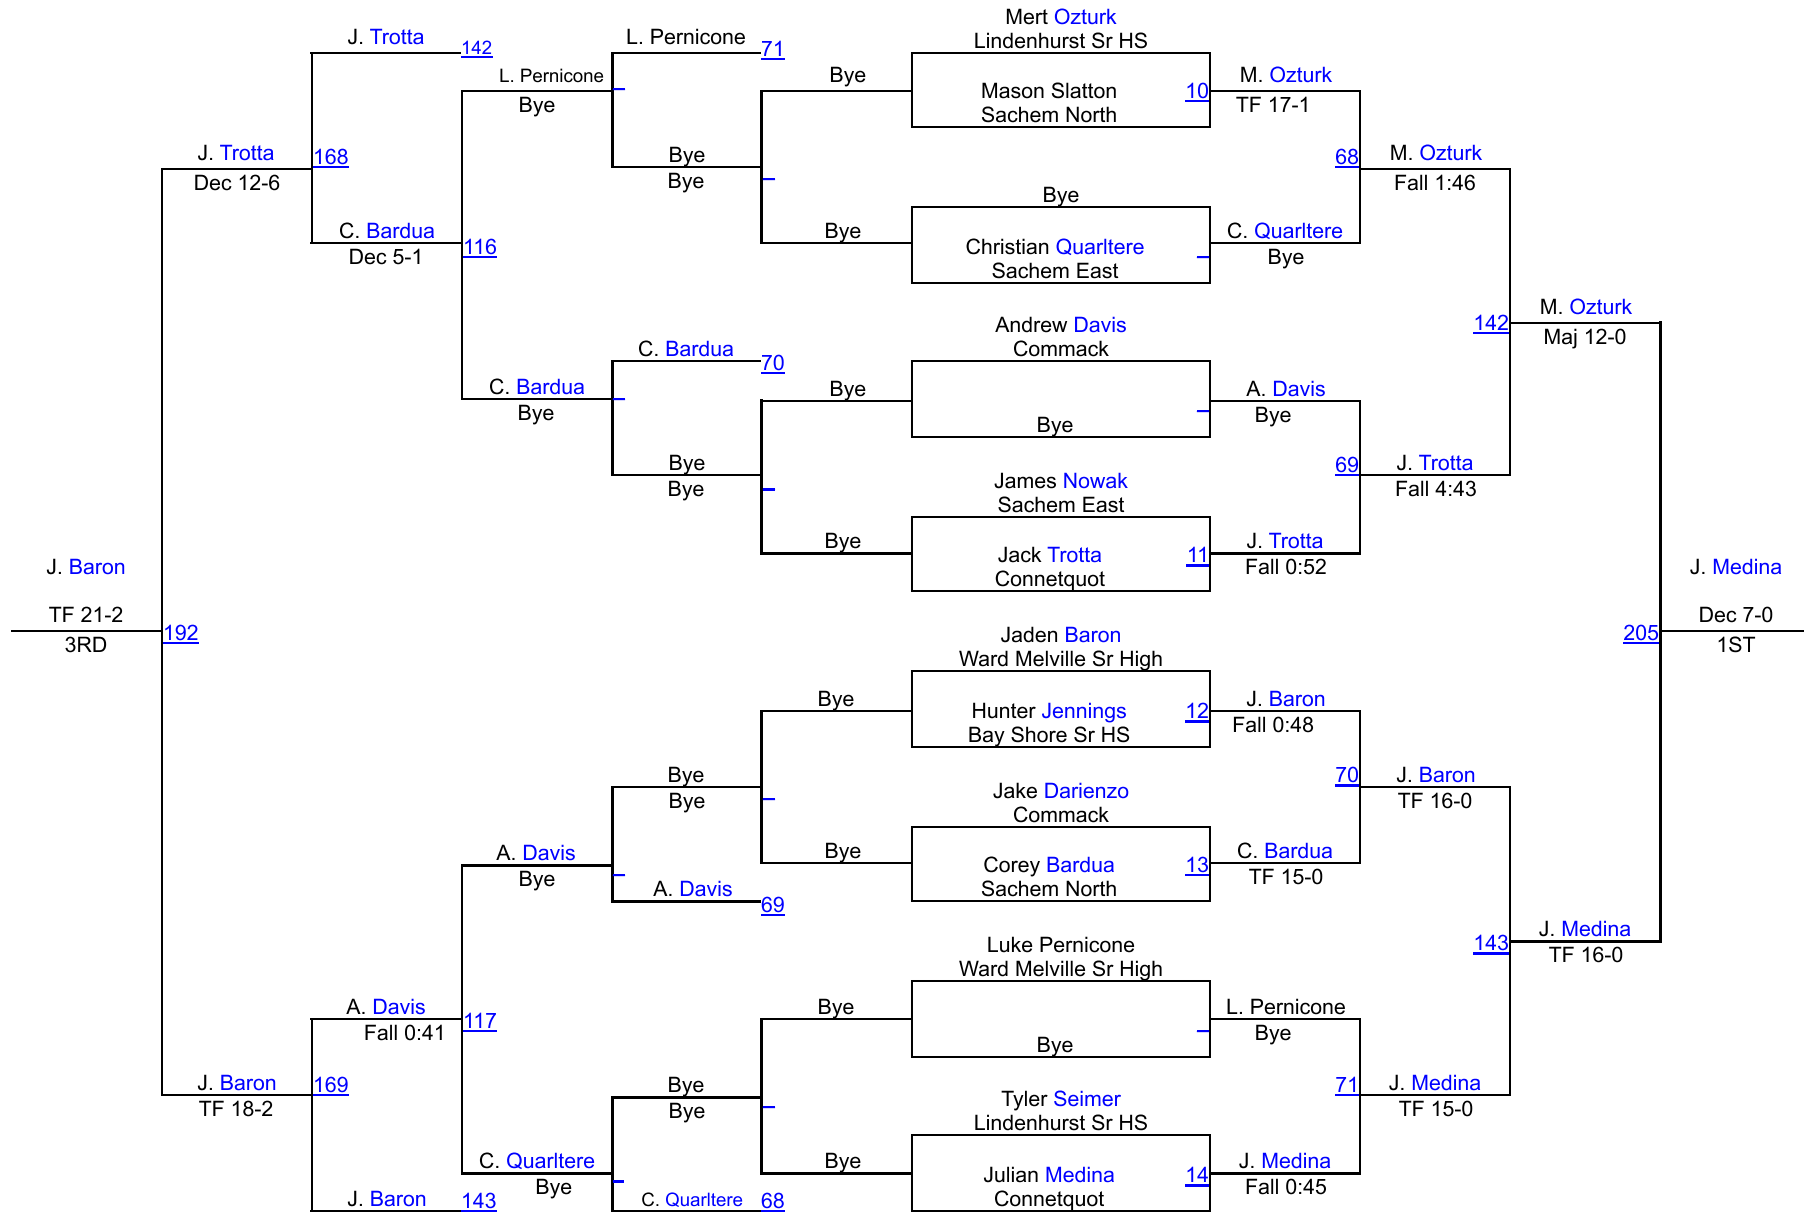 Mert Ozturk
Lindenhurst Sr HS
J. Trotta
142
L. Pernicone
71
L. Pernicone
Bye
Bye
Mason Slatton
Sachem North
10
M. Ozturk
TF 17-1
J. Trotta
Dec 12-6
168
Bye
Bye
68
M. Ozturk
Fall 1:46
Bye
C. Bardua
Dec 5-1
116
Bye
Christian Quarltere
Sachem East
C. Quarltere
Bye
Andrew Davis
Commack
142
M. Ozturk
Maj 12-0
C. Bardua
70
C. Bardua
Bye
Bye
Bye
A. Davis
Bye
Bye
Bye
James Nowak
Sachem East
69
J. Trotta
Fall 4:43
Bye
Jack Trotta
Connetquot
11
J. Trotta
Fall 0:52
J. Baron
TF 21-2
3RD
192
J. Medina
Dec 7-0
1ST
205
Jaden Baron
Ward Melville Sr High
Bye
Hunter Jennings
Bay Shore Sr HS
12
J. Baron
Fall 0:48
Bye
Bye
Jake Darienzo
Commack
70
J. Baron
TF 16-0
A. Davis
Bye
Bye
Corey Bardua
Sachem North
13
C. Bardua
TF 15-0
A. Davis
69
Luke Pernicone
Ward Melville Sr High
143
J. Medina
TF 16-0
A. Davis
Fall 0:41
117
Bye
Bye
L. Pernicone
Bye
J. Baron
TF 18-2
169
Bye
Bye
Tyler Seimer
Lindenhurst Sr HS
71
J. Medina
TF 15-0
C. Quarltere
Bye
Bye
Julian Medina
Connetquot
14
J. Medina
Fall 0:45
J. Baron
143
C. Quarltere
68